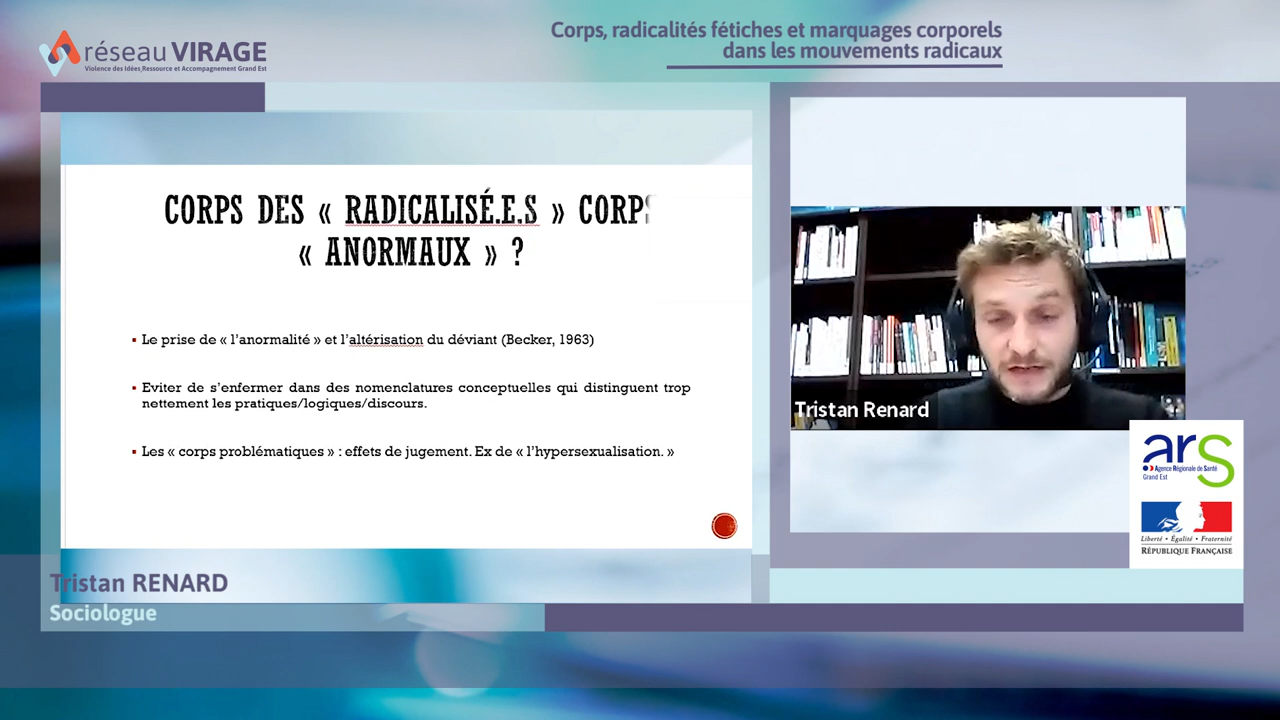 réseau VIRAGE
Violence des Idées, Ressource et Accompagnement Grand Est
Corps, radicalités fétiches et marquages corporels
dans les mouvements radicaux
CORPS DES « RADICALISÉ.E.S » CORPS
« ANORMAUX » ?
▪ Le prise de « l’anormalité » et l’altérisation du déviant (Becker, 1963)
▪ Eviter de s’enfermer dans des nomenclatures conceptuelles qui distinguent trop
nettement les pratiques/logiques/discours.
▪ Les « corps problématiques » : effets de jugement. Ex de « l’hypersexualisation. »
Tristan Renard
ars
Agence Régionale de Santé
Grand Est
Liberté • Égalité • Fraternité
RÉPUBLIQUE FRANÇAISE
Tristan RENARD
Sociologue